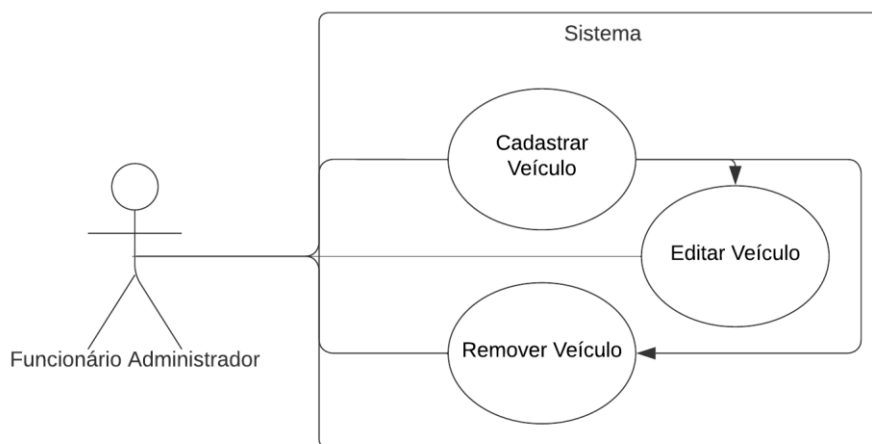 Sistema
Cadastrar
Veículo
Editar Veículo
Remover Veículo
Funcionário Administrador